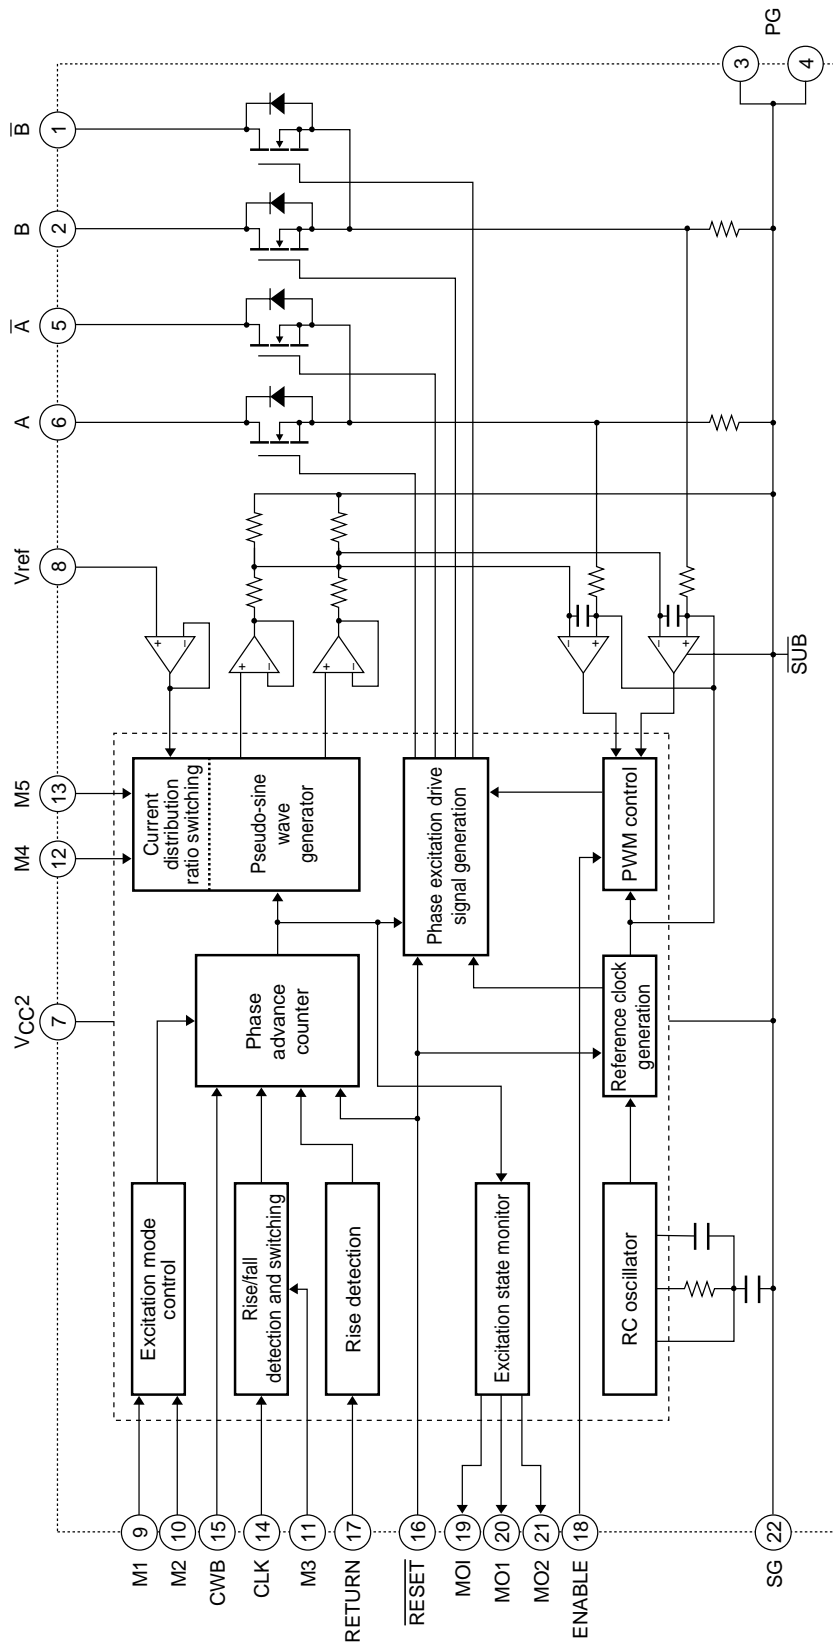 VCC2
7
M4
12
M5
13
Vref
8
A
6
A
5
B
2
B
1
PG
3
4
M1
9
M2
10
CWB
15
CLK
14
M3
11
RETURN
17
RESET
16
MOI
19
MO1
20
MO2
21
ENABLE
18
SG
22
Excitation mode
control
Rise/fall
detection and switching
Rise detection
Phase
advance
counter
Current
distribution
ratio switching
Pseudo-sine
wave
generator
Phase excitation drive
signal generation
Excitation state monitor
RC oscillator
Reference clock
generation
PWM control
+
−
+
−
+
−
−
+
−
+
SUB